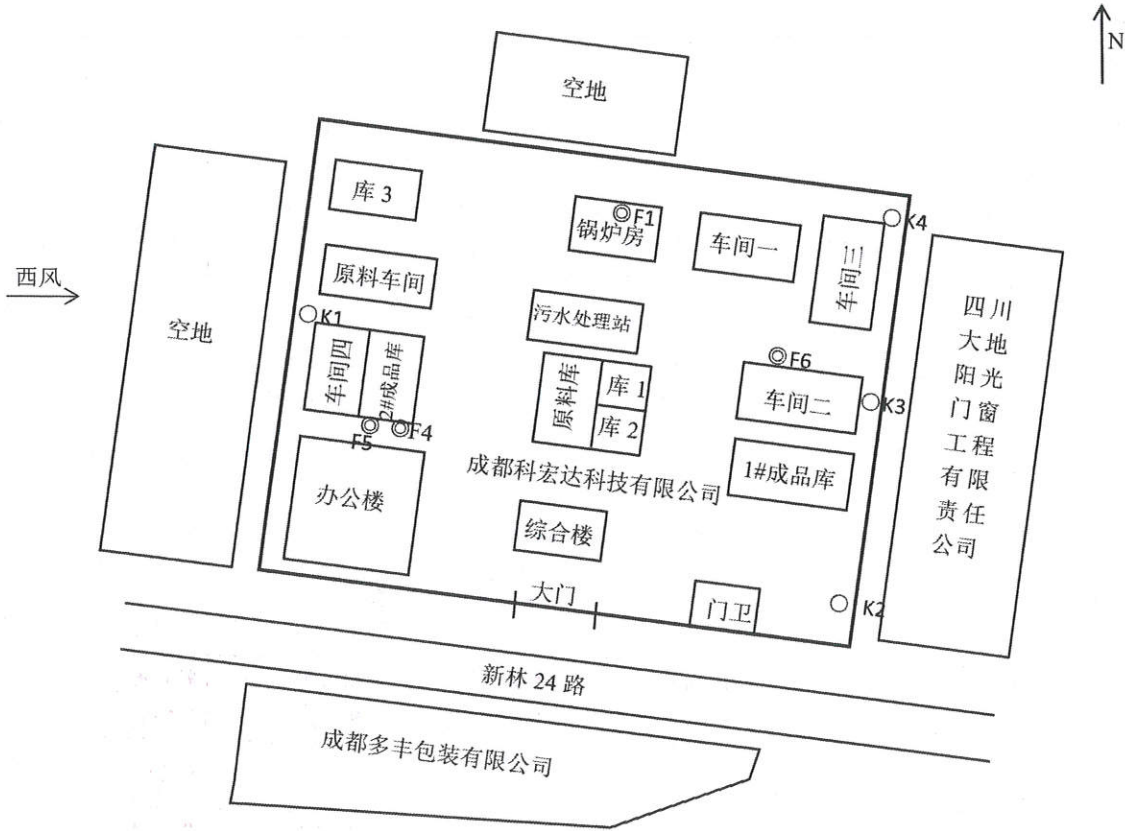 N
空地
库 3
F1
锅炉房
车间一
K4
车间三
西风
原料车间
空地
K1
污水处理站
四川
大地
阳光
门窗
工程
有限
责任
公司
车间四
2#成品库
F6
原料库
库 1
库 2
车间二
K3
F5
F4
1#成品库
成都科宏达科技有限公司
办公楼
综合楼
大门
门卫
K2
新林 24 路
成都多丰包装有限公司